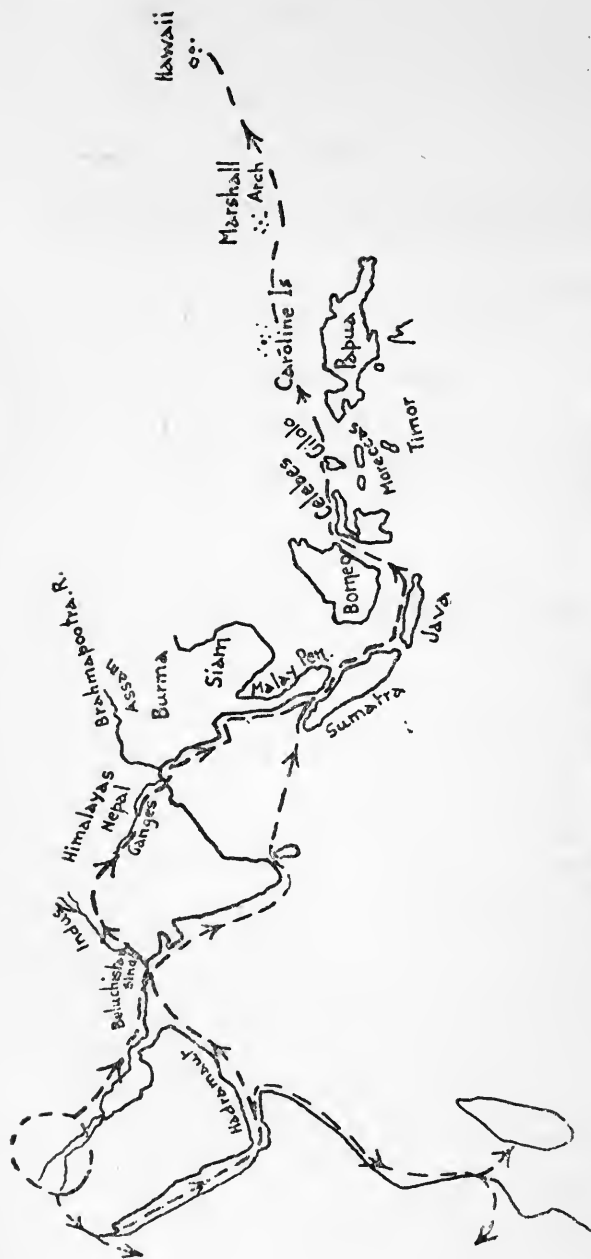 Hawaii
Marshall
Arch
Caroline Is
Papua
Gilolo
Celebes
Moreccas
Timor
Borneo
Java
Brahmapootra.R.
Assam
Burma
Siam
Malay Pen.
Sumatra
Himalayas
Nepal
Ganges
Indus
Beluchistan
Sind
Hadramaut